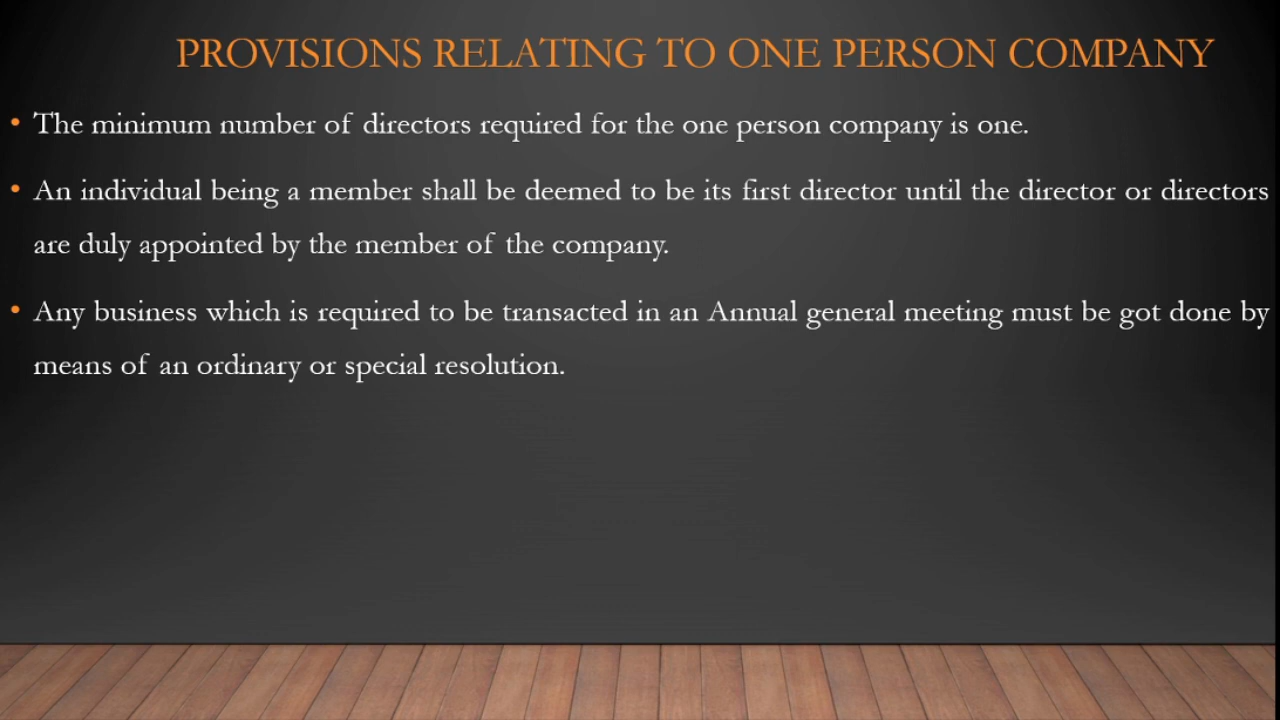 PROVISIONS RELATING TO ONE PERSON COMPANY
• The minimum number of directors required for the one person company is one.
• An individual being a member shall be deemed to be its first director until the director or directors
are duly appointed by the member of the company.
• Any business which is required to be transacted in an Annual general meeting must be got done by
means of an ordinary or special resolution.